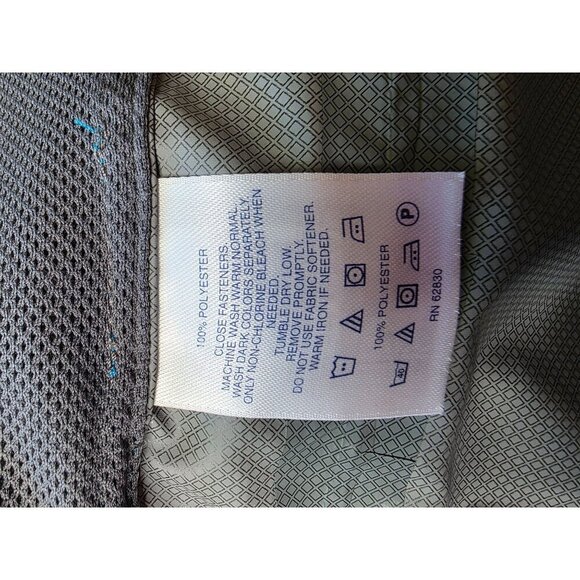 100% POLYESTER
CLOSE FASTENERS.
MACHINE WASH WARM NORMAL.
WASH DARK COLORS SEPARATELY.
ONLY NON-CHLORINE BLEACH WHEN
NEEDED.
TUMBLE DRY LOW.
REMOVE PROMPTLY.
DO NOT USE FABRIC SOFTENER.
WARM IRON IF NEEDED.
100% POLYESTER
40 P
RN 62830